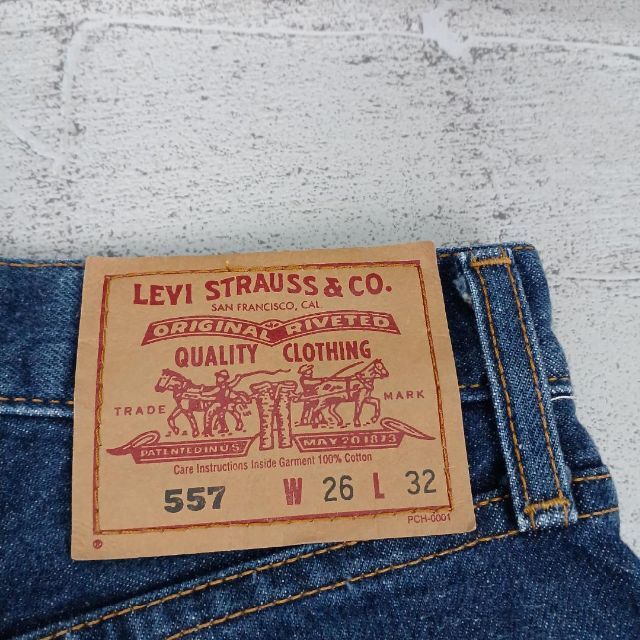 LEVI STRAUSS & CO.
SAN FRANCISCO, CAL.
ORIGINAL RIVETED
QUALITY CLOTHING
TRADE MARK
PATENTED IN U.S. MAY 20 1873
Care Instructions Inside Garment 100% Cotton
557 W 26 L 32
PCH-0001